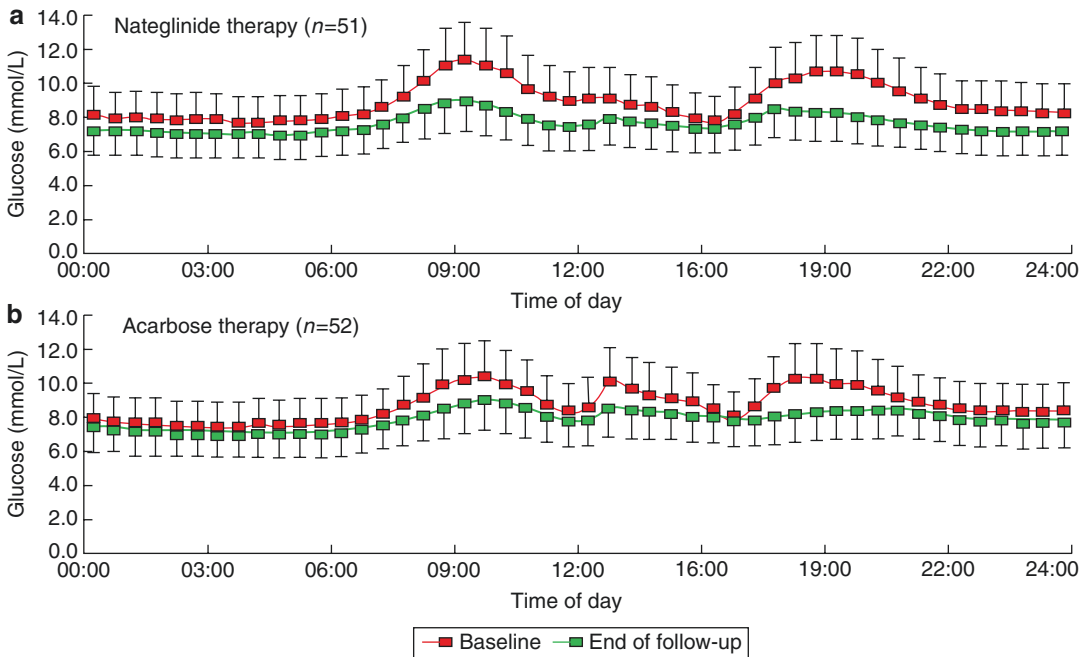 a
Nateglinide therapy (n=51)
Glucose (mmol/L)
14.0
12.0
10.0
8.0
6.0
4.0
2.0
0.0
00:00 03:00 06:00 09:00 12:00 16:00 19:00 22:00 24:00
Time of day
b
Acarbose therapy (n=52)
Glucose (mmol/L)
14.0
12.0
10.0
8.0
6.0
4.0
2.0
0.0
00:00 03:00 06:00 09:00 12:00 16:00 19:00 22:00 24:00
Time of day
Baseline End of follow-up